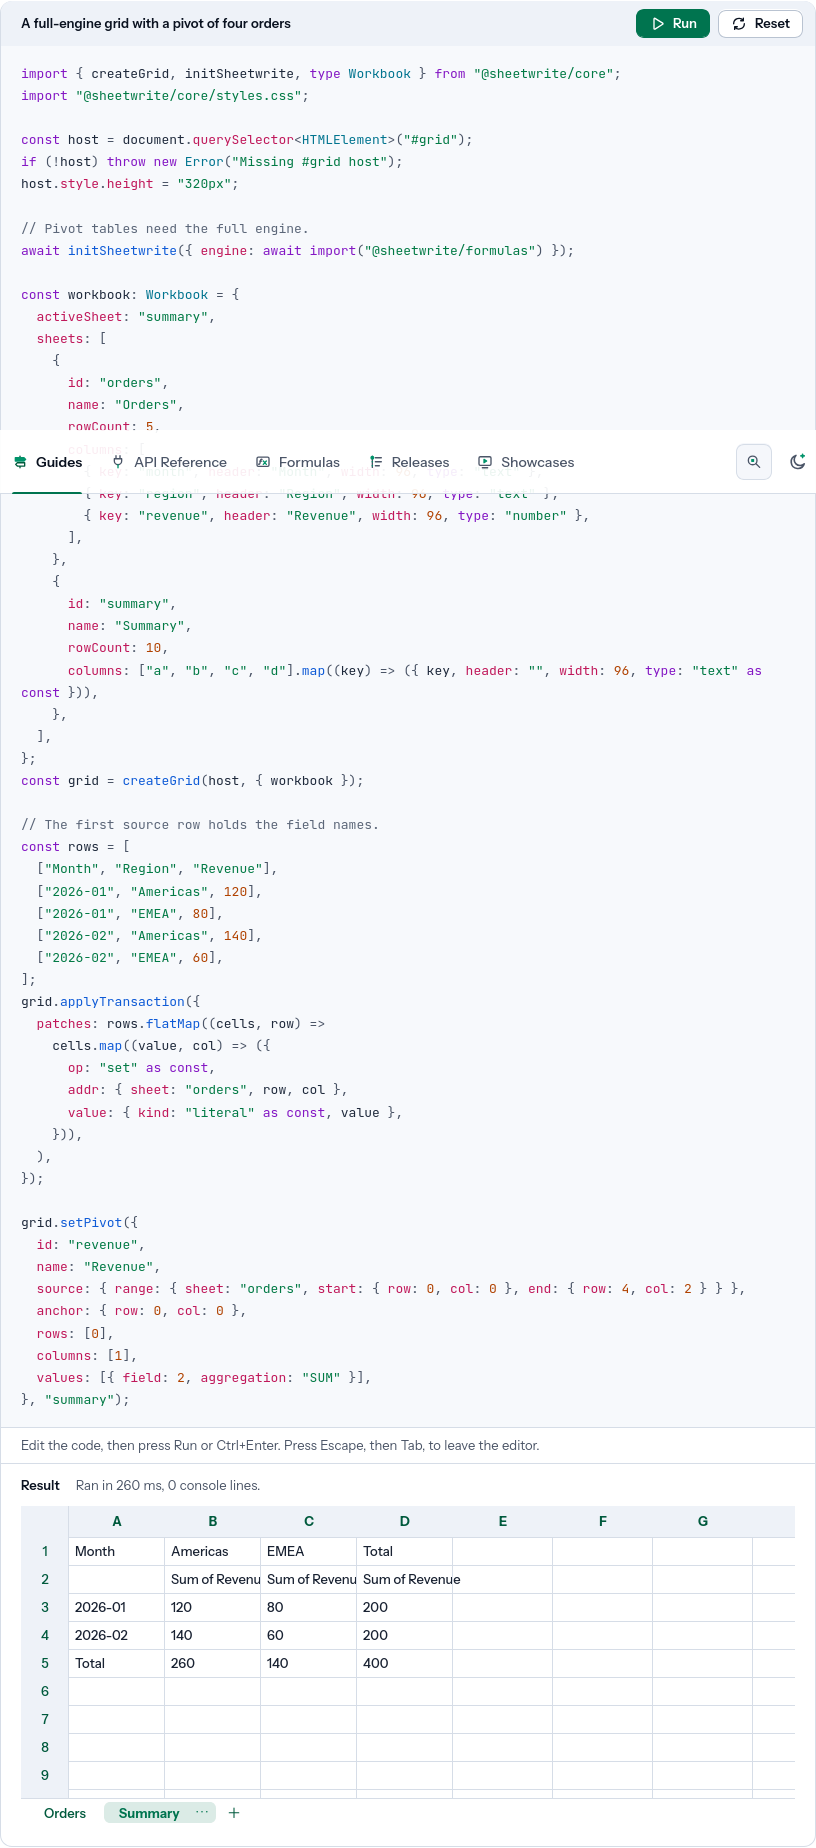 A full-engine grid with a pivot of four orders
Run
Reset
import { createGrid, initSheetwrite, type Workbook } from "@sheetwrite/core";
import "@sheetwrite/core/styles.css";
const host = document.querySelector<HTMLElement>("#grid");
if (!host) throw new Error("Missing #grid host");
host.style.height = "320px";
// Pivot tables need the full engine.
await initSheetwrite({ engine: await import("@sheetwrite/formulas") });
const workbook: Workbook = {
  activeSheet: "summary",
  sheets: [
    {
      id: "orders",
      name: "Orders",
      rowCount: 5,
      columns: [
Guides
API Reference
Formulas
Releases
Showcases
        { key: "region", header: "Region", width: 96, type: "text" },
        { key: "revenue", header: "Revenue", width: 96, type: "number" },
      ],
    },
    {
      id: "summary",
      name: "Summary",
      rowCount: 10,
      columns: ["a", "b", "c", "d"].map((key) => ({ key, header: "", width: 96, type: "text" as
const })),
    },
  ],
};
const grid = createGrid(host, { workbook });
// The first source row holds the field names.
const rows = [
  ["Month", "Region", "Revenue"],
  ["2026-01", "Americas", 120],
  ["2026-01", "EMEA", 80],
  ["2026-02", "Americas", 140],
  ["2026-02", "EMEA", 60],
];
grid.applyTransaction({
  patches: rows.flatMap((cells, row) =>
    cells.map((value, col) => ({
      op: "set" as const,
      addr: { sheet: "orders", row, col },
      value: { kind: "literal" as const, value },
    })),
  ),
});
grid.setPivot({
  id: "revenue",
  name: "Revenue",
  source: { range: { sheet: "orders", start: { row: 0, col: 0 }, end: { row: 4, col: 2 } } },
  anchor: { row: 0, col: 0 },
  rows: [0],
  columns: [1],
  values: [{ field: 2, aggregation: "SUM" }],
}, "summary");
Edit the code, then press Run or Ctrl+Enter. Press Escape, then Tab, to leave the editor.
Result Ran in 260 ms, 0 console lines.
A B C D E F G
1 Month Americas EMEA Total
2 Sum of Revenu Sum of Revenu Sum of Revenue
3 2026-01 120 80 200
4 2026-02 140 60 200
5 Total 260 140 400
6
7
8
9
Orders Summary ··· +